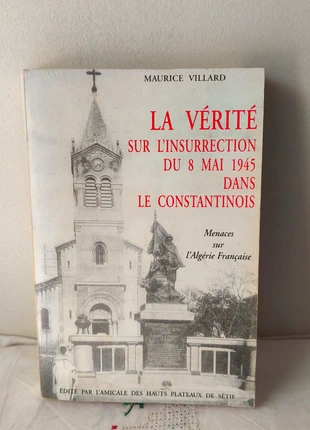 MAURICE VILLARD
LA VÉRITÉ
SUR L'INSURRECTION
DU 8 MAI 1945
DANS
LE CONSTANTINOIS
Menaces
sur
l'Algérie Française
ÉDITÉ PAR L'AMICALE DES HAUTS PLATEAUX DE SÉTIF